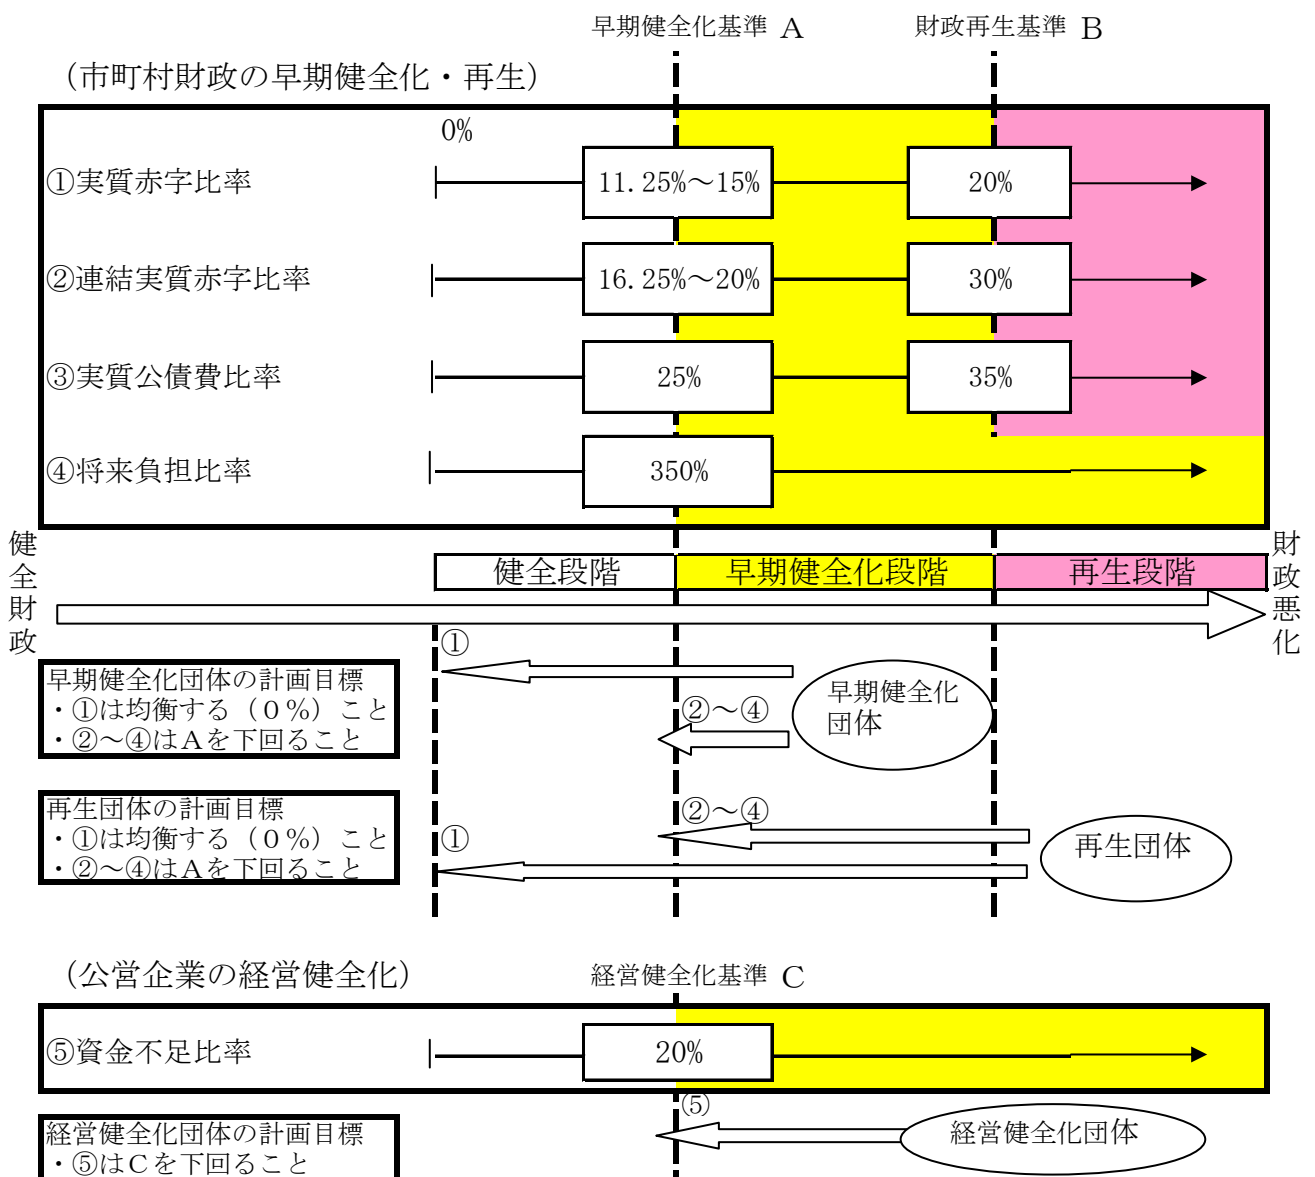 早期健全化基準 A
財政再生基準 B
（市町村財政の早期健全化・再生）
0%
①実質赤字比率
11.25%～15%
20%
②連結実質赤字比率
16.25%～20%
30%
③実質公債費比率
25%
35%
④将来負担比率
350%
健全財政
健全段階
早期健全化段階
再生段階
財政悪化
①
早期健全化団体の計画目標
・①は均衡する（０％）こと
・②～④はＡを下回ること
②～④
早期健全化
団体
再生団体の計画目標
・①は均衡する（０％）こと
・②～④はＡを下回ること
②～④
①
再生団体
（公営企業の経営健全化）
経営健全化基準 C
⑤資金不足比率
20%
⑤
経営健全化団体の計画目標
・⑤はＣを下回ること
経営健全化団体